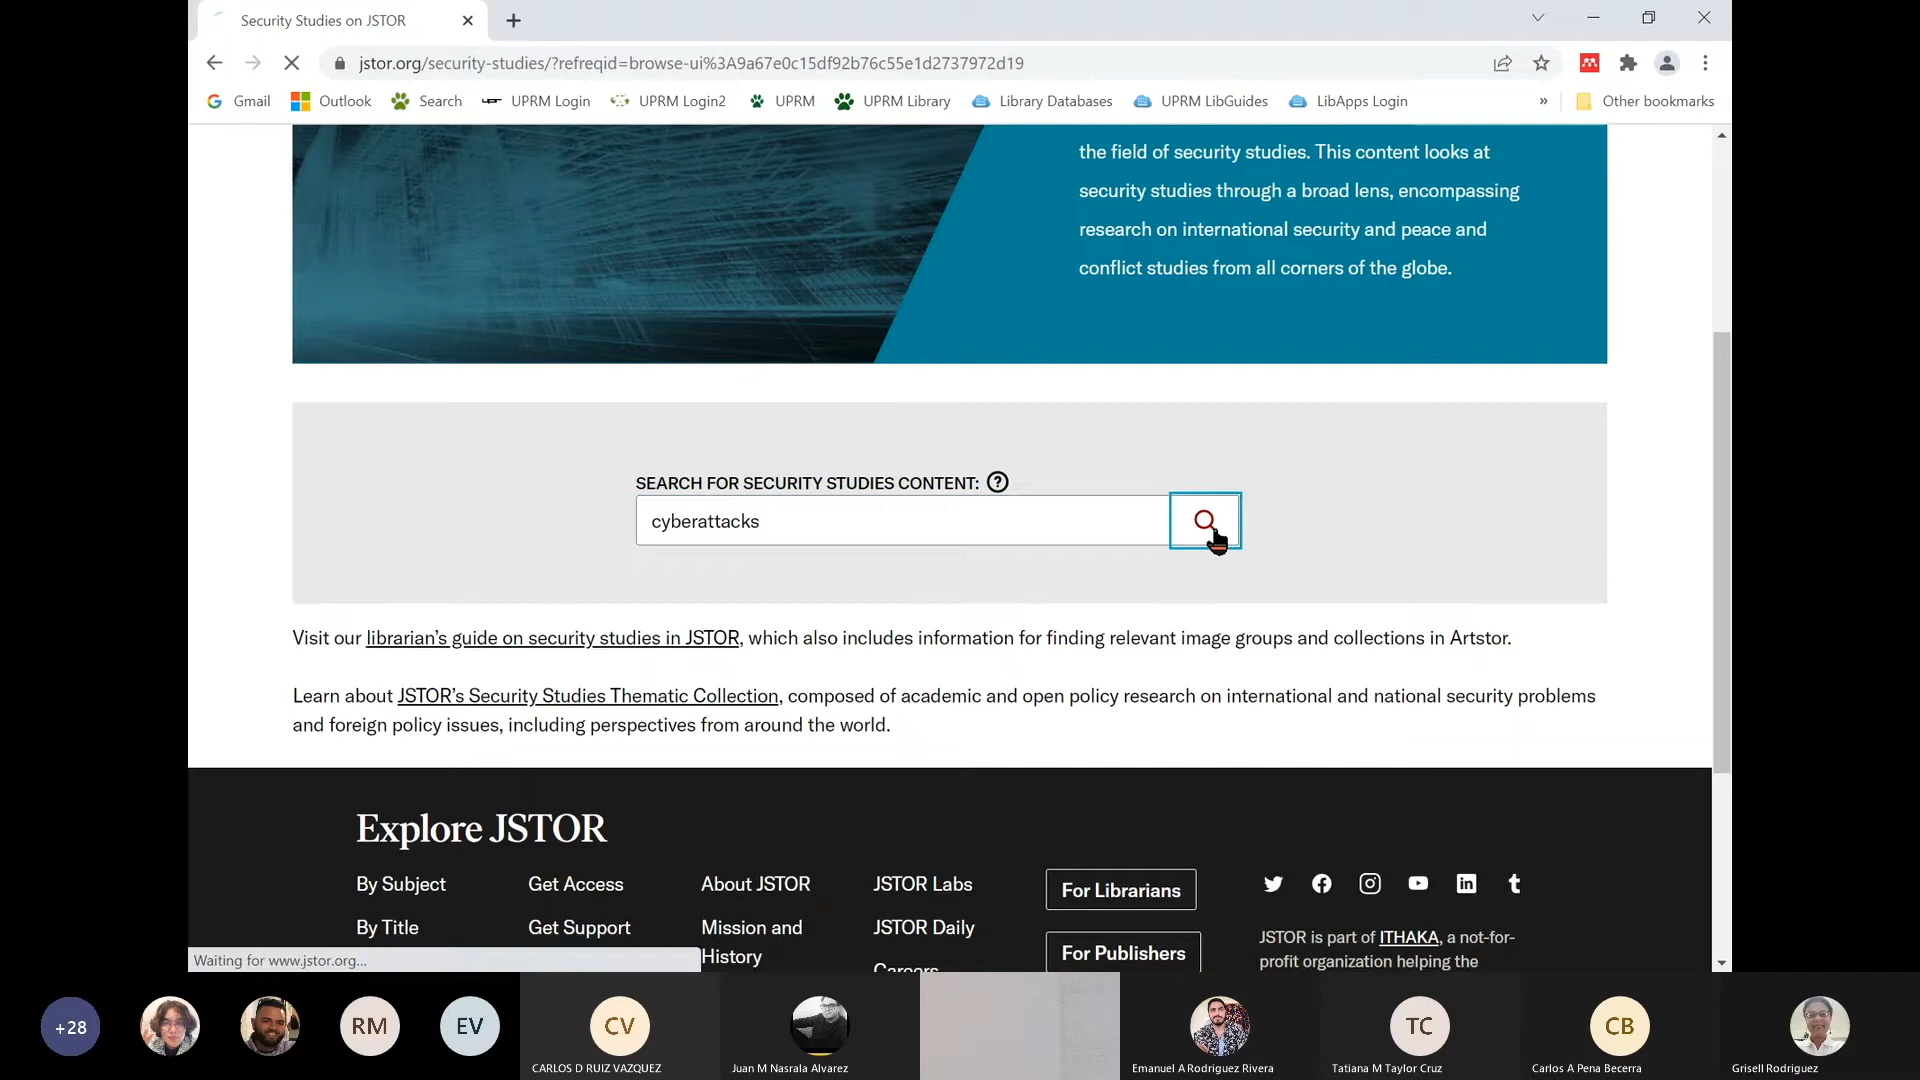 Security Studies on JSTOR
jstor.org/security-studies/?refreqid=browse-ui%3A9a67e0c15df92b76c55e1d2737972d19
Gmail Outlook Search UPRM Login UPRM Login2 UPRM UPRM Library Library Databases UPRM LibGuides LibApps Login » Other bookmarks
the field of security studies. This content looks at
security studies through a broad lens, encompassing
research on international security and peace and
conflict studies from all corners of the globe.
SEARCH FOR SECURITY STUDIES CONTENT: ?
cyberattacks
Visit our librarian's guide on security studies in JSTOR, which also includes information for finding relevant image groups and collections in Artstor.
Learn about JSTOR's Security Studies Thematic Collection, composed of academic and open policy research on international and national security problems
and foreign policy issues, including perspectives from around the world.
Explore JSTOR
By Subject
By Title
Get Access
Get Support
About JSTOR
Mission and
History
JSTOR Labs
JSTOR Daily
Careers
For Librarians
For Publishers
JSTOR is part of ITHAKA, a not-for-
profit organization helping the
Waiting for www.jstor.org...
+28
RM
EV
CV
TC
CB
CARLOS D RUIZ VAZQUEZ
Juan M Nasrala Alvarez
Emanuel A Rodriguez Rivera
Tatiana M Taylor Cruz
Carlos A Pena Becerra
Grisell Rodriguez